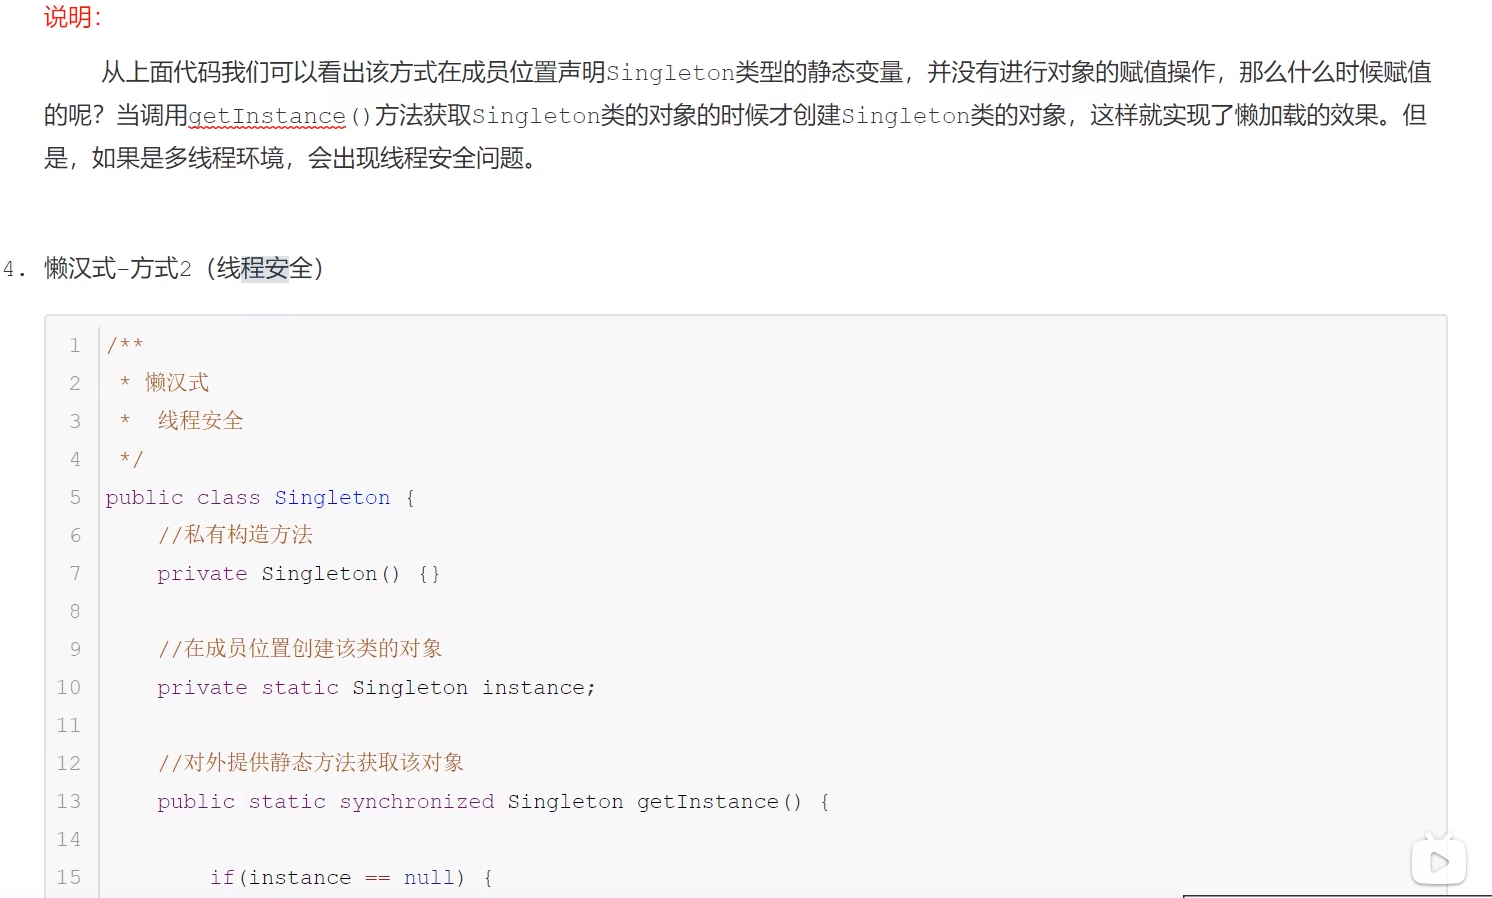 说明：
从上面代码我们可以看出该方式在成员位置声明Singleton类型的静态变量，并没有进行对象的赋值操作，那么什么时候赋值
的呢？当调用getInstance()方法获取Singleton类的对象的时候才创建Singleton类的对象，这样就实现了懒加载的效果。但
是，如果是多线程环境，会出现线程安全问题。
4. 懒汉式-方式2（线程安全）
1 /**
2  * 懒汉式
3  *  线程安全
4  */
5 public class Singleton {
6     //私有构造方法
7     private Singleton() {}
8
9     //在成员位置创建该类的对象
10     private static Singleton instance;
11
12     //对外提供静态方法获取该对象
13     public static synchronized Singleton getInstance() {
14
15         if(instance == null) {